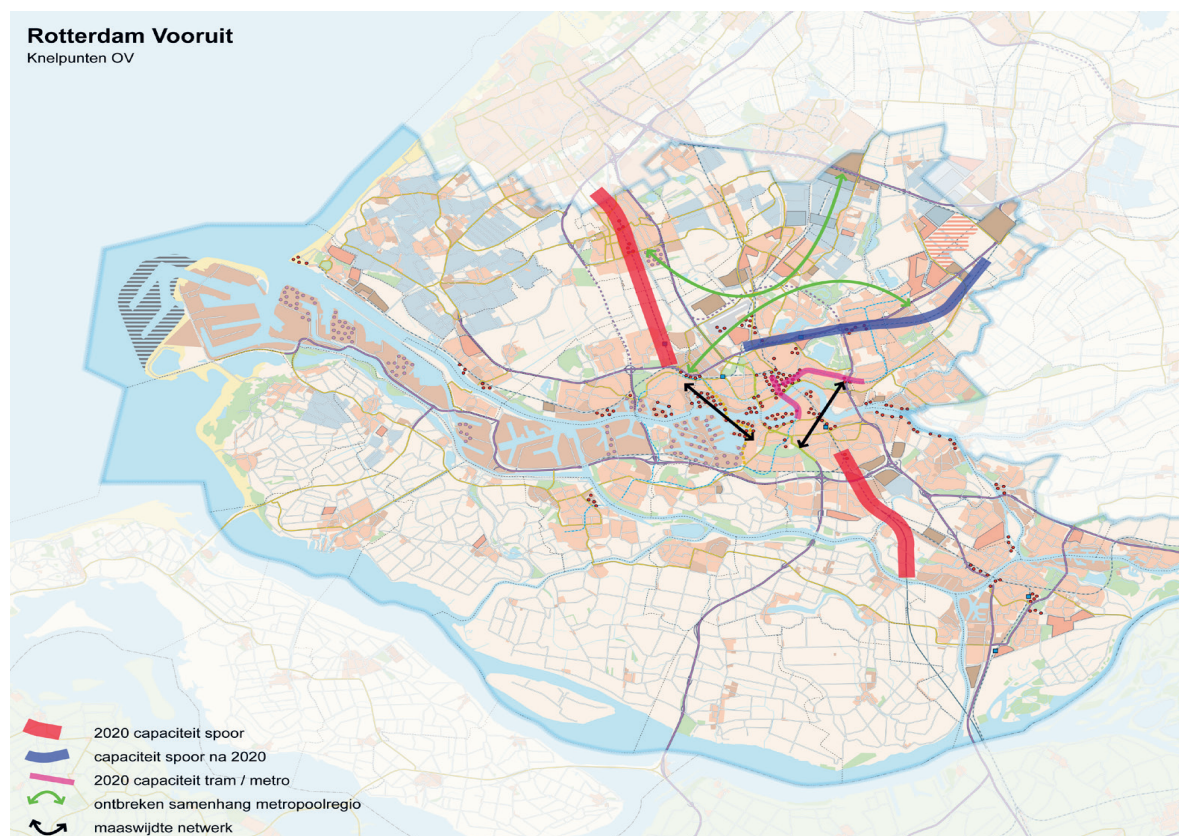 Rotterdam Vooruit
Knelpunten OV
2020 capaciteit spoor
capaciteit spoor na 2020
2020 capaciteit tram / metro
ontbreken samenhang metropoolregio
maaswijdte netwerk